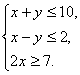 x + y ≤ 10,
x − y ≤ 2,
2x ≥ 7.